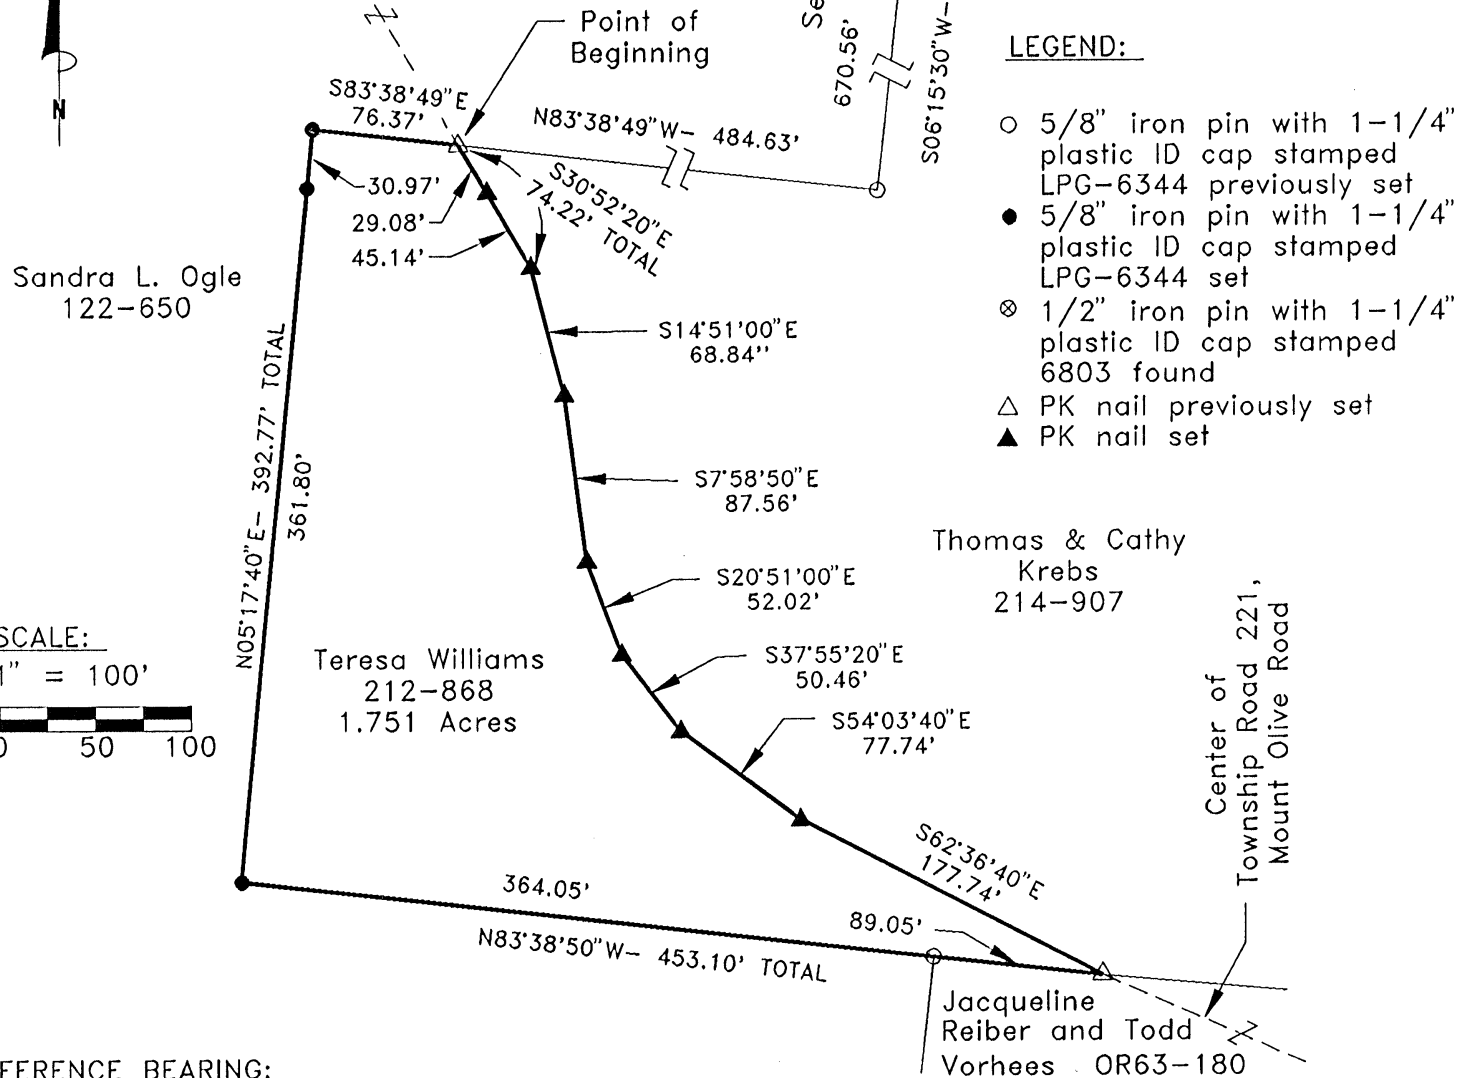 N
Point of
Beginning
Se
670.56'
S06°15'30"W-
S83°38'49"E
76.37'
N83°38'49"W- 484.63'
30.97'
29.08'
45.14'
S30°52'20"E
74.22' TOTAL
LEGEND:
5/8" iron pin with 1-1/4"
plastic ID cap stamped
LPG-6344 previously set
5/8" iron pin with 1-1/4"
plastic ID cap stamped
LPG-6344 set
1/2" iron pin with 1-1/4"
plastic ID cap stamped
6803 found
PK nail previously set
PK nail set
Sandra L. Ogle
122-650
S14°51'00"E
68.84''
N05°17'40"E- 392.77' TOTAL
361.80'
S7°58'50"E
87.56'
S20°51'00"E
52.02'
Thomas & Cathy
Krebs
214-907
S37°55'20"E
50.46'
S54°03'40"E
77.74'
SCALE:
1" = 100'
0 50 100
Teresa Williams
212-868
1.751 Acres
Center of
Township Road 221,
Mount Olive Road
S62°36'40"E
177.74'
364.05'
89.05'
N83°38'50"W- 453.10' TOTAL
Jacqueline
Reiber and Todd
Vorhees OR63-180
FERENCE BEARING: